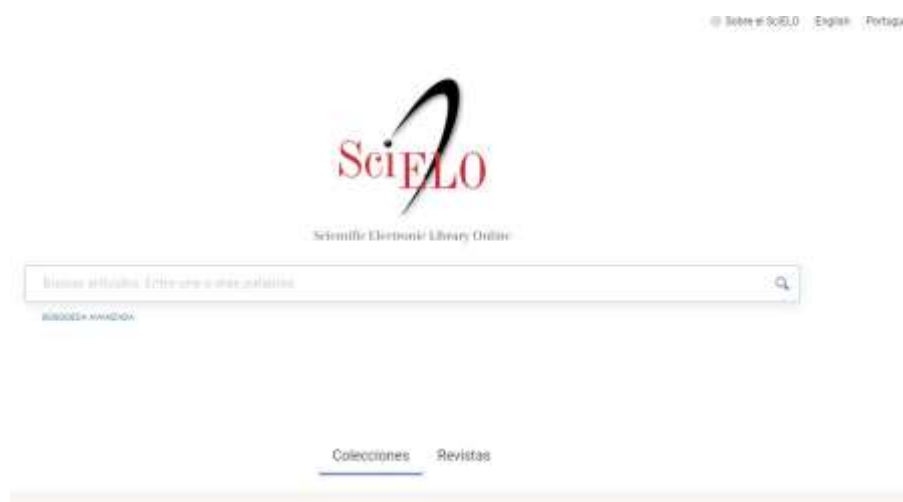 Sobre el SciELO English Portugu
SciELO
Scientific Electronic Library Online
Buscar artículos. Entre una o más palabras
BÚSQUEDA AVANZADA
Colecciones Revistas